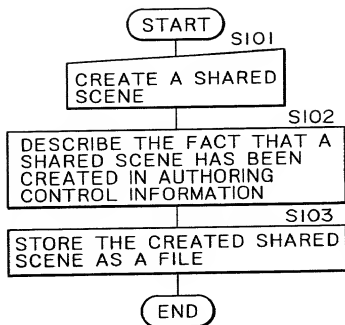 START
S101
CREATE A SHARED
SCENE
S102
DESCRIBE THE FACT THAT A
SHARED SCENE HAS BEEN
CREATED IN AUTHORING
CONTROL INFORMATION
S103
STORE THE CREATED SHARED
SCENE AS A FILE
END